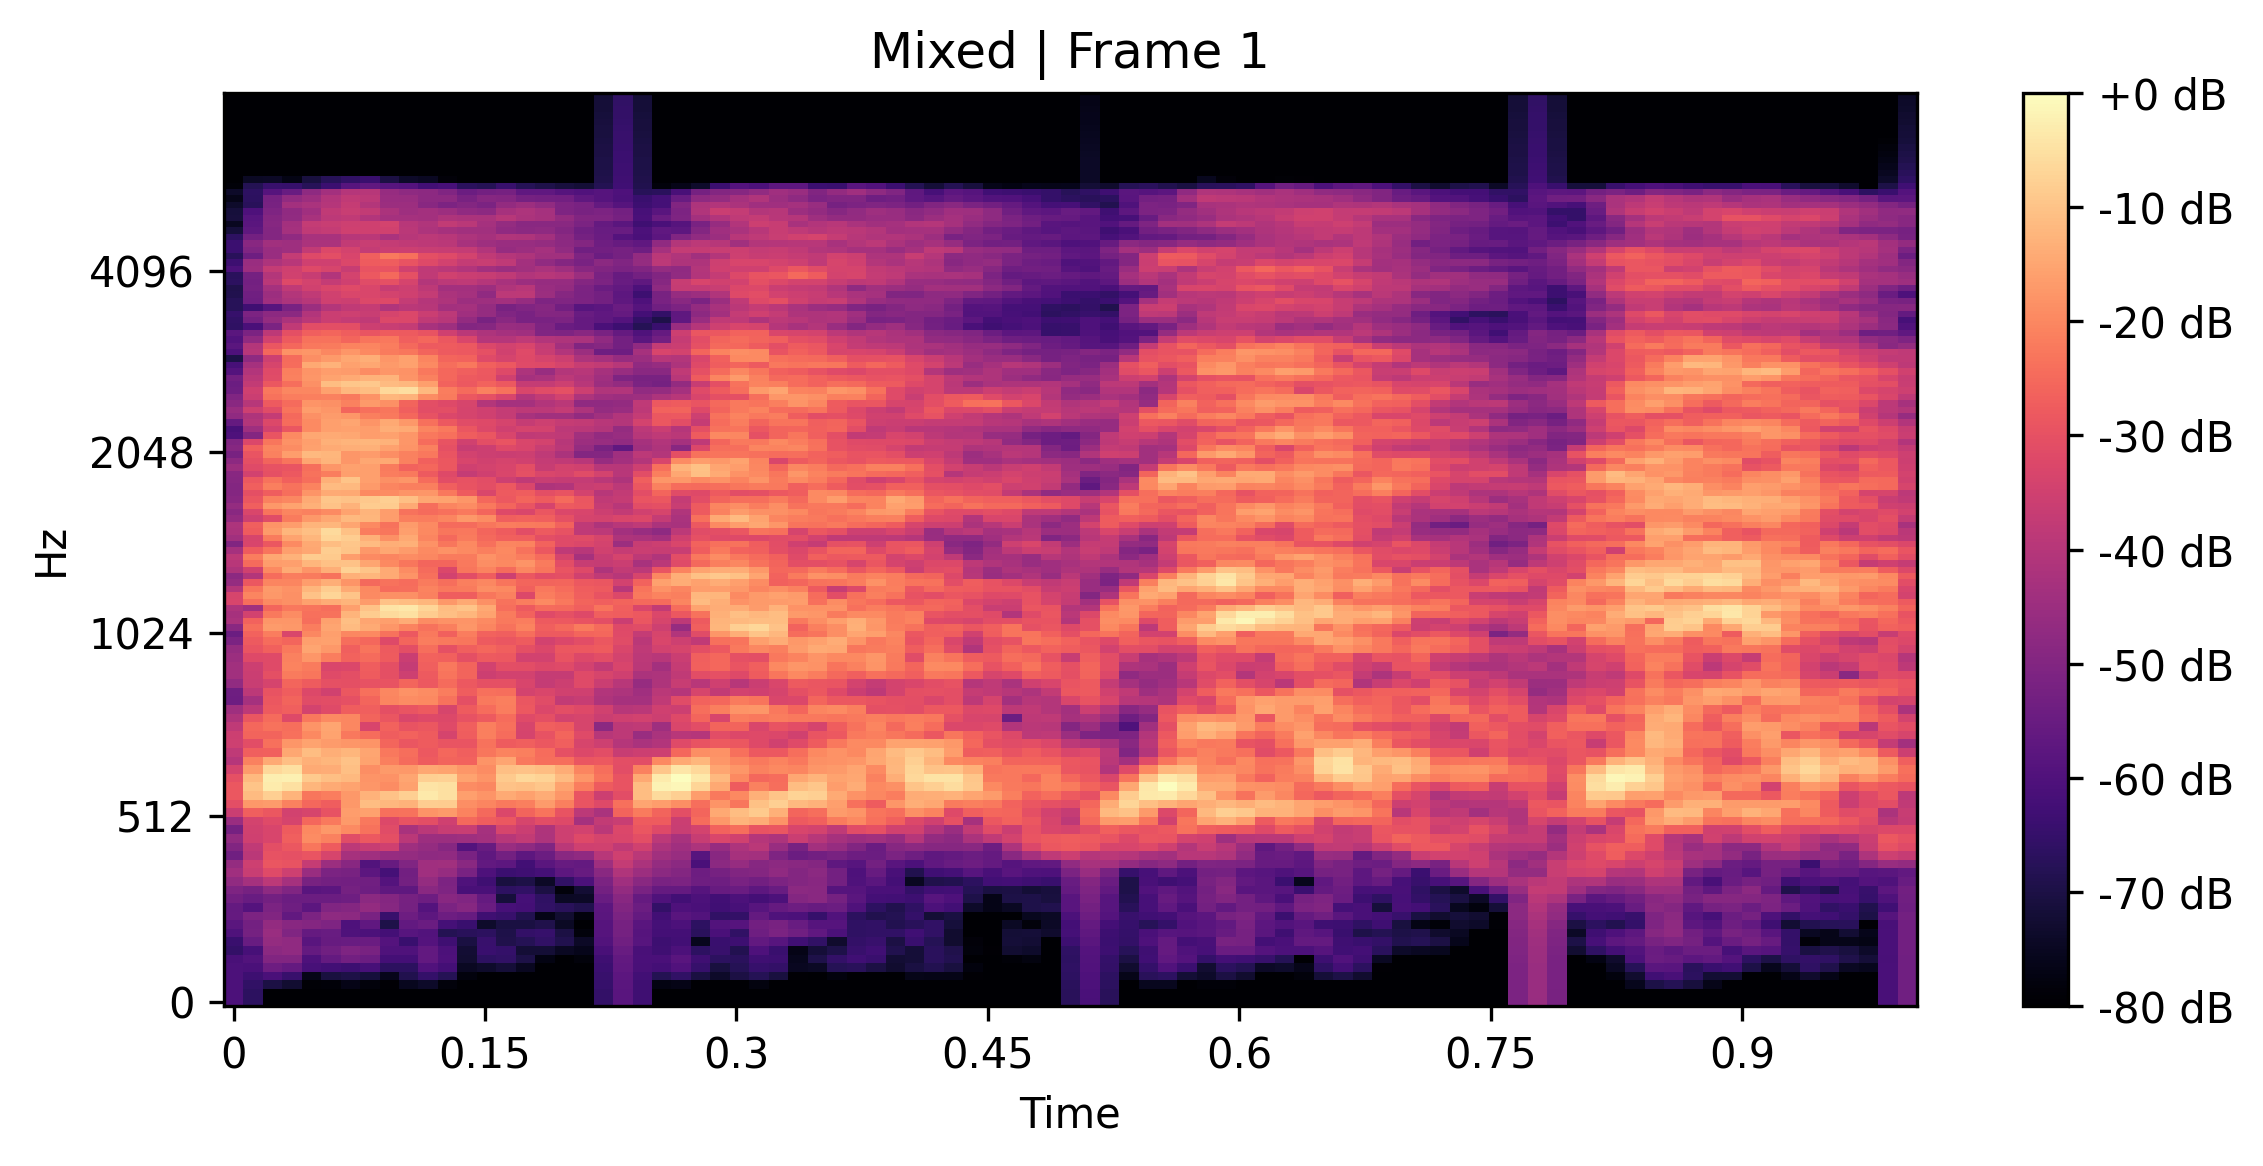 Mixed | Frame 1
Hz
4096
2048
1024
512
0
0 0.15 0.3 0.45 0.6 0.75 0.9
Time
+0 dB
-10 dB
-20 dB
-30 dB
-40 dB
-50 dB
-60 dB
-70 dB
-80 dB